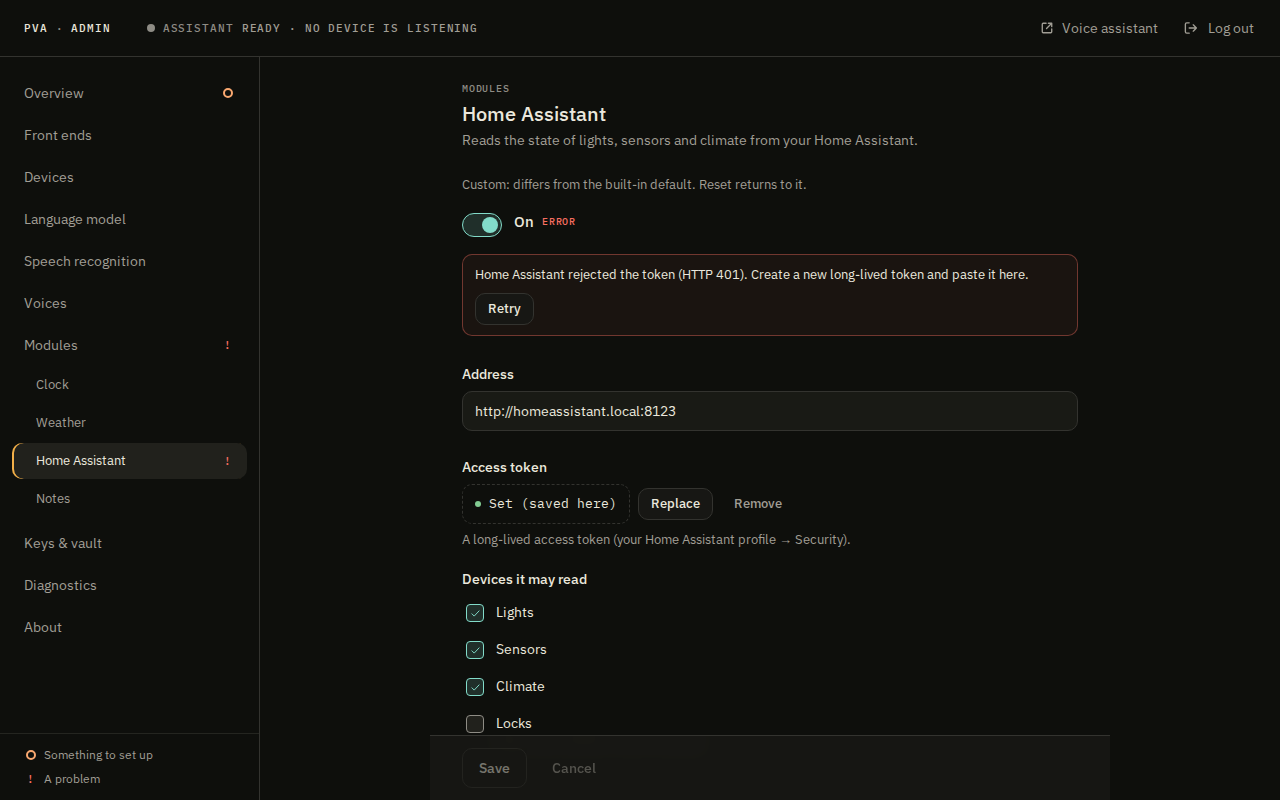 PVA · ADMIN
ASSISTANT READY · NO DEVICE IS LISTENING
Voice assistant
Log out
Overview
Front ends
Devices
Language model
Speech recognition
Voices
Modules !
Clock
Weather
Home Assistant !
Notes
Keys & vault
Diagnostics
About
Something to set up
! A problem
MODULES
Home Assistant
Reads the state of lights, sensors and climate from your Home Assistant.
Custom: differs from the built-in default. Reset returns to it.
On ERROR
Home Assistant rejected the token (HTTP 401). Create a new long-lived token and paste it here.
Retry
Address
http://homeassistant.local:8123
Access token
Set (saved here) Replace Remove
A long-lived access token (your Home Assistant profile → Security).
Devices it may read
Lights
Sensors
Climate
Locks
Save Cancel